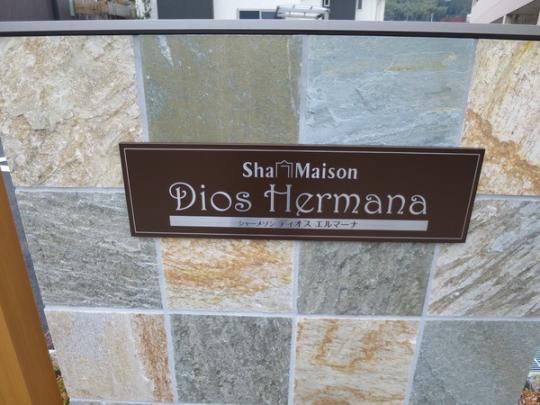 Sha Maison
Dios Hermana
シャーメゾン ディオス エルマーナ